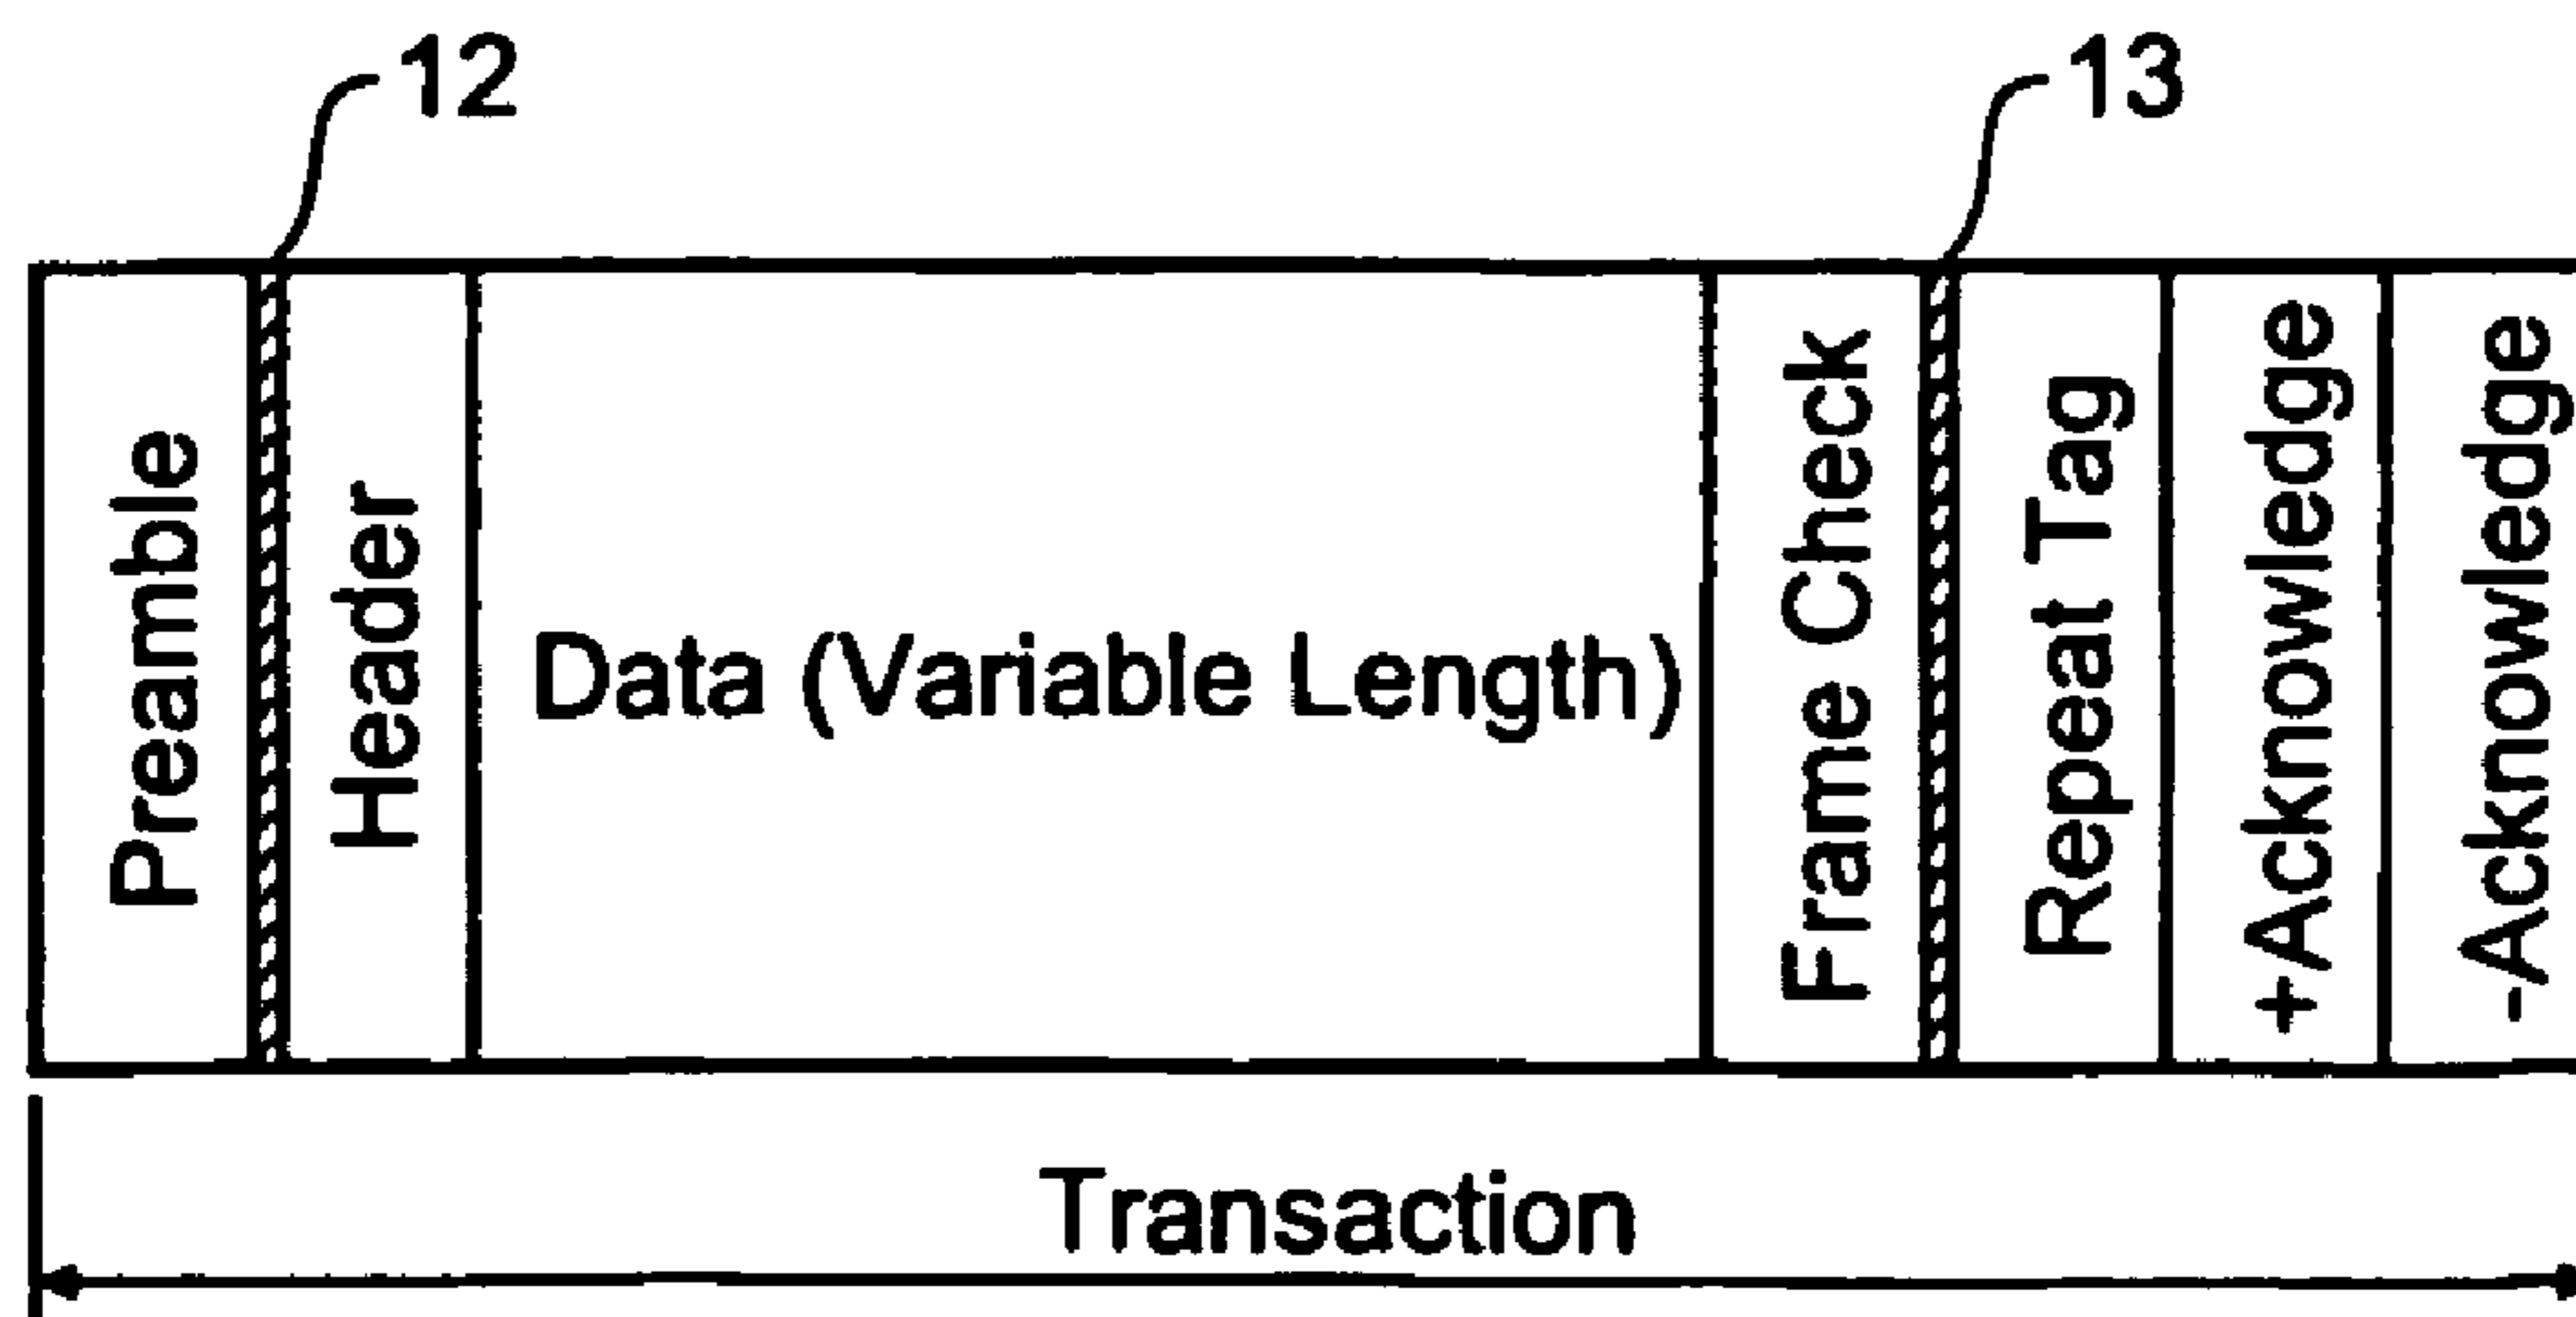 12
13
Preamble
Header
Data (Variable Length)
Frame Check
Repeat Tag
+Acknowledge
-Acknowledge
Transaction